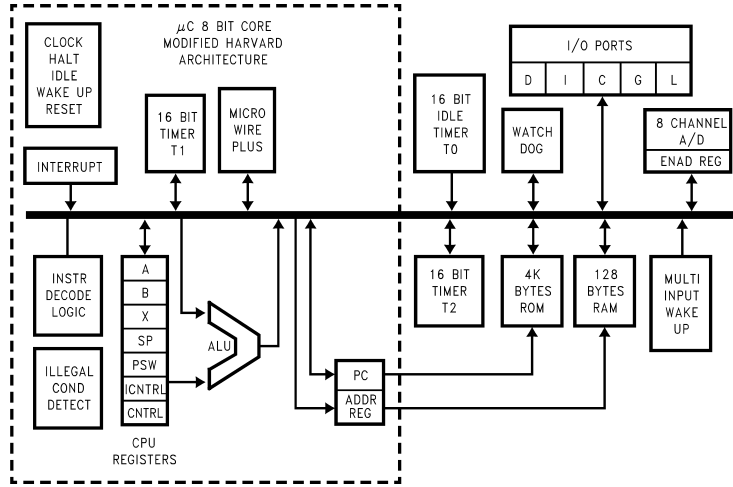 μC 8 BIT CORE
MODIFIED HARVARD
ARCHITECTURE
CLOCK
HALT
IDLE
WAKE UP
RESET
INTERRUPT
16 BIT
TIMER
T1
MICRO
WIRE
PLUS
16 BIT
IDLE
TIMER
T0
WATCH
DOG
I/O PORTS
D I C G L
8 CHANNEL
A/D
ENAD REG
INSTR
DECODE
LOGIC
ILLEGAL
COND
DETECT
A
B
X
SP
PSW
ICNTRL
CNTRL
CPU
REGISTERS
ALU
PC
ADDR
REG
16 BIT
TIMER
T2
4K
BYTES
ROM
128
BYTES
RAM
MULTI
INPUT
WAKE
UP